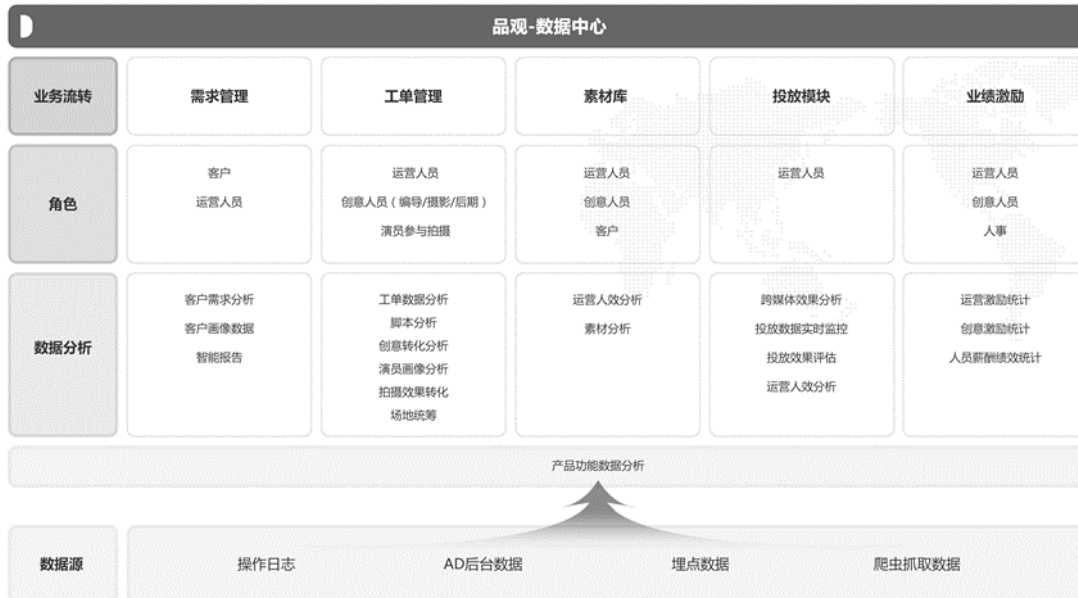 品观-数据中心
业务流转
需求管理
工单管理
素材库
投放模块
业绩激励
角色
客户
运营人员
运营人员
创意人员（编导/摄影/后期）
演员参与拍摄
运营人员
创意人员
客户
运营人员
运营人员
创意人员
人事
数据分析
客户需求分析
客户画像数据
智能报告
工单数据分析
脚本分析
创意转化分析
演员画像分析
拍摄效果转化
场地统筹
运营人效分析
素材分析
跨媒体效果分析
投放数据实时监控
投放效果评估
运营人效分析
运营激励统计
创意激励统计
人员薪酬绩效统计
产品功能数据分析
数据源
操作日志
AD后台数据
埋点数据
爬虫抓取数据